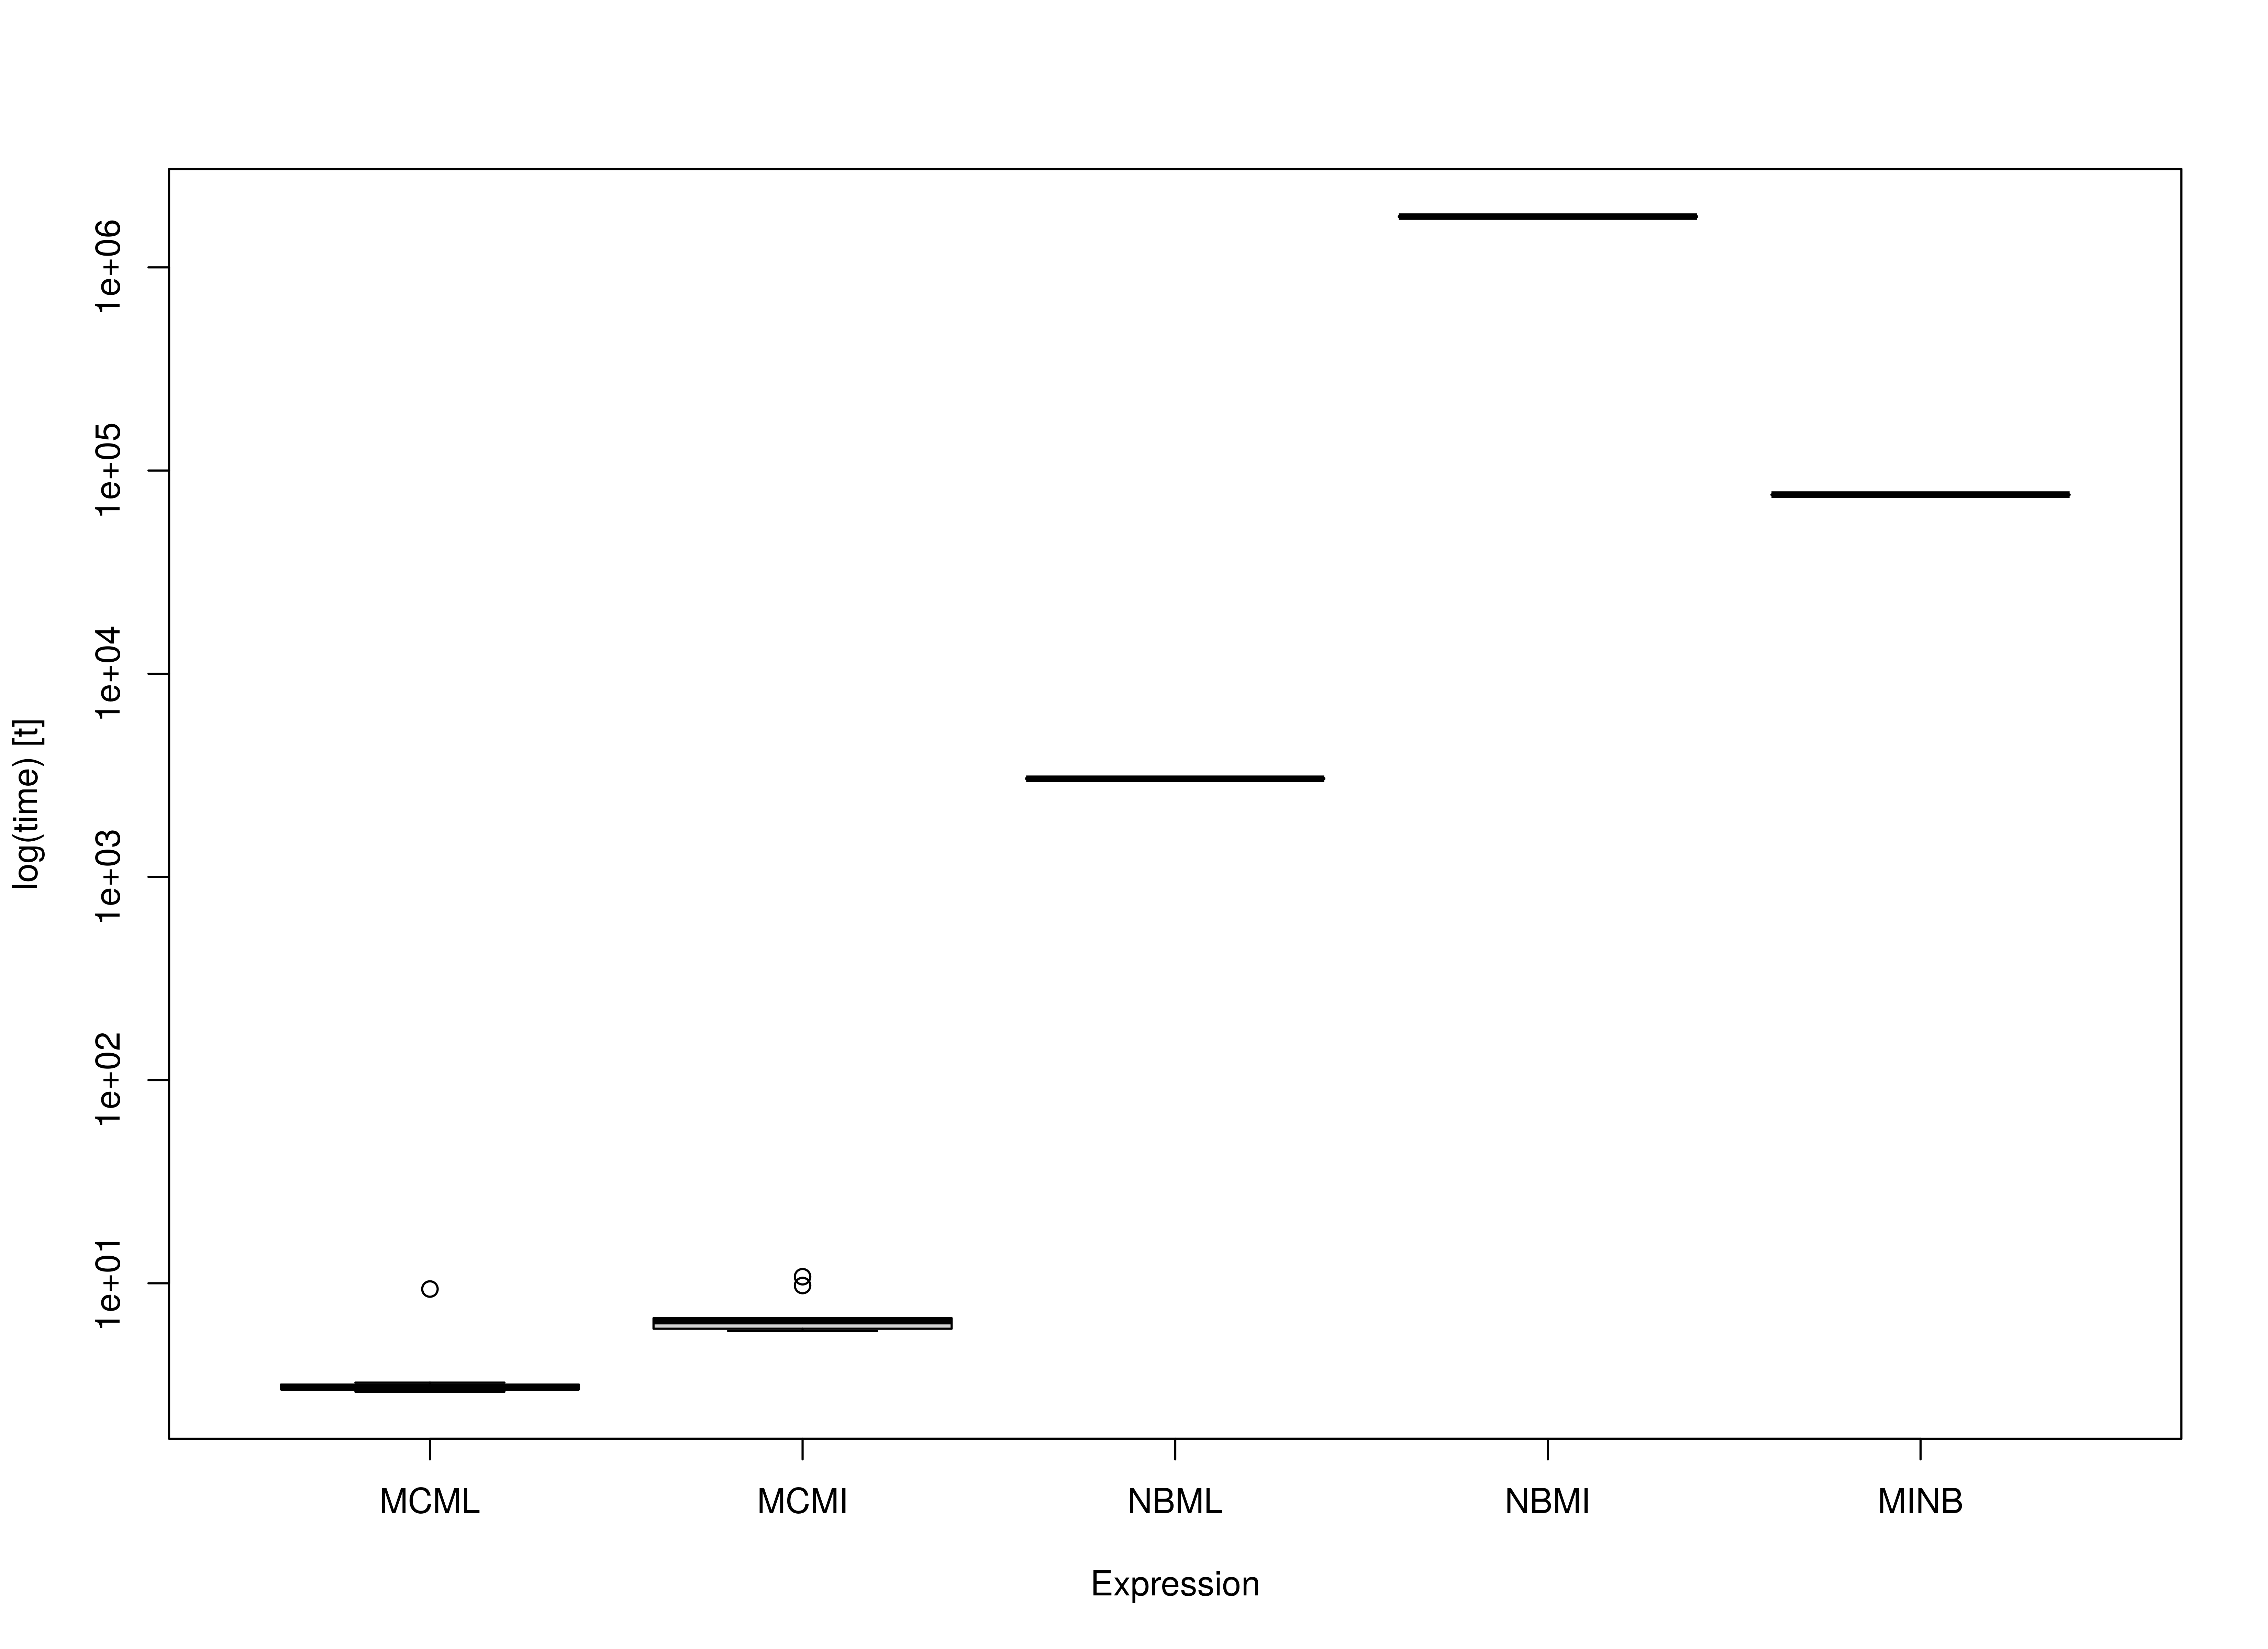 log(time) [t]
1e+06
1e+05
1e+04
1e+03
1e+02
1e+01
MCML MCMI NBML NBMI MINB
Expression